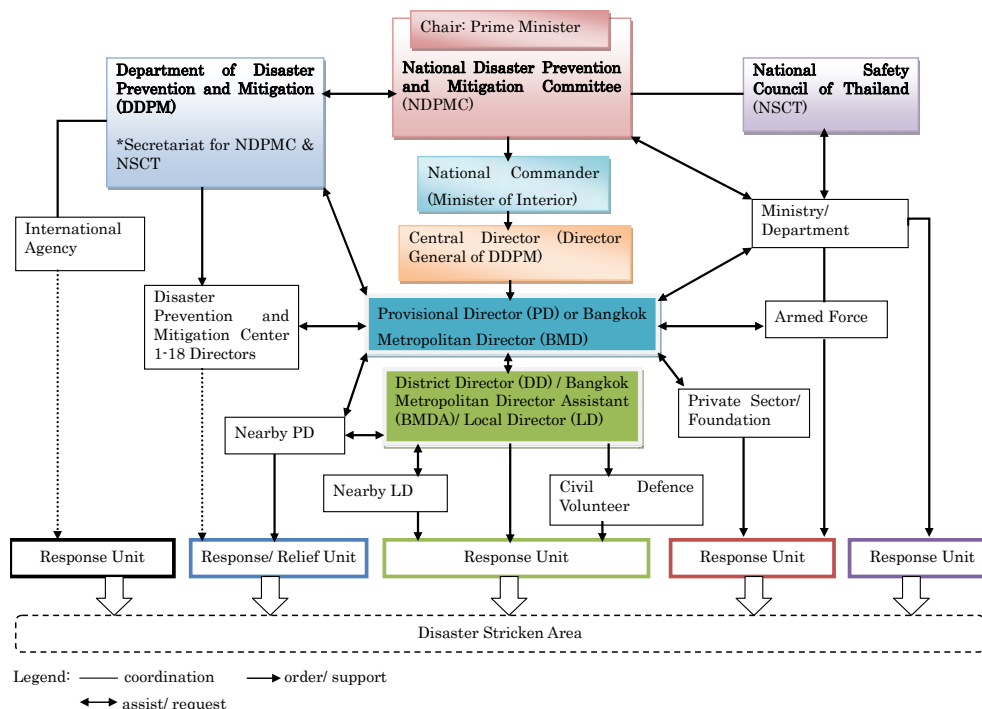 Chair: Prime Minister
Department of Disaster
Prevention and Mitigation
(DDPM)
*Secretariat for NDPMC &
NSCT
National Disaster Prevention
and Mitigation Committee
(NDPMC)
National Safety
Council of Thailand
(NSCT)
National Commander
(Minister of Interior)
International
Agency
Ministry/
Department
Central Director (Director
General of DDPM)
Disaster
Prevention and
Mitigation Center
1-18 Directors
Provisional Director (PD) or Bangkok
Metropolitan Director (BMD)
Armed Force
District Director (DD) / Bangkok
Metropolitan Director Assistant
(BMDA)/ Local Director (LD)
Private Sector/
Foundation
Nearby PD
Nearby LD
Civil Defence
Volunteer
Response Unit
Response/ Relief Unit
Response Unit
Response Unit
Response Unit
Disaster Stricken Area
Legend: coordination order/ support
assist/ request